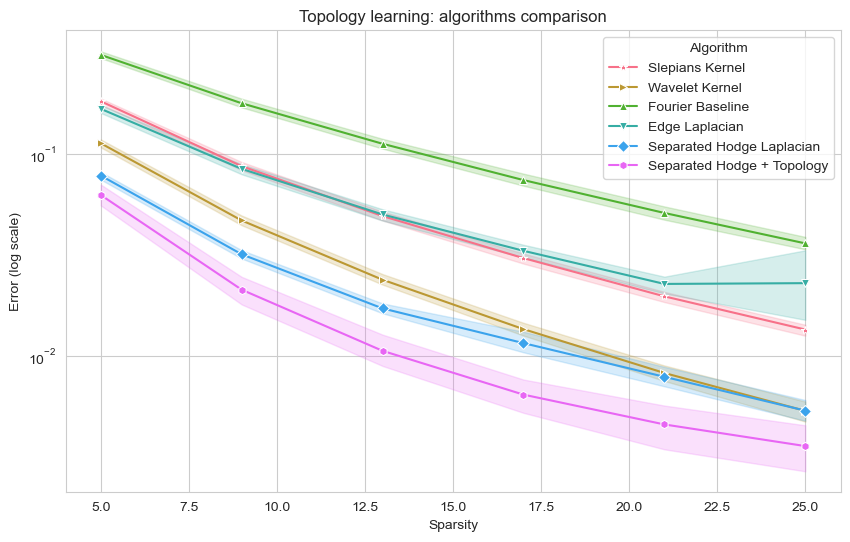 Topology learning: algorithms comparison
Algorithm
Slepians Kernel
Wavelet Kernel
Fourier Baseline
Edge Laplacian
Separated Hodge Laplacian
Separated Hodge + Topology
Error (log scale)
10⁻¹
10⁻²
5.0 7.5 10.0 12.5 15.0 17.5 20.0 22.5 25.0
Sparsity